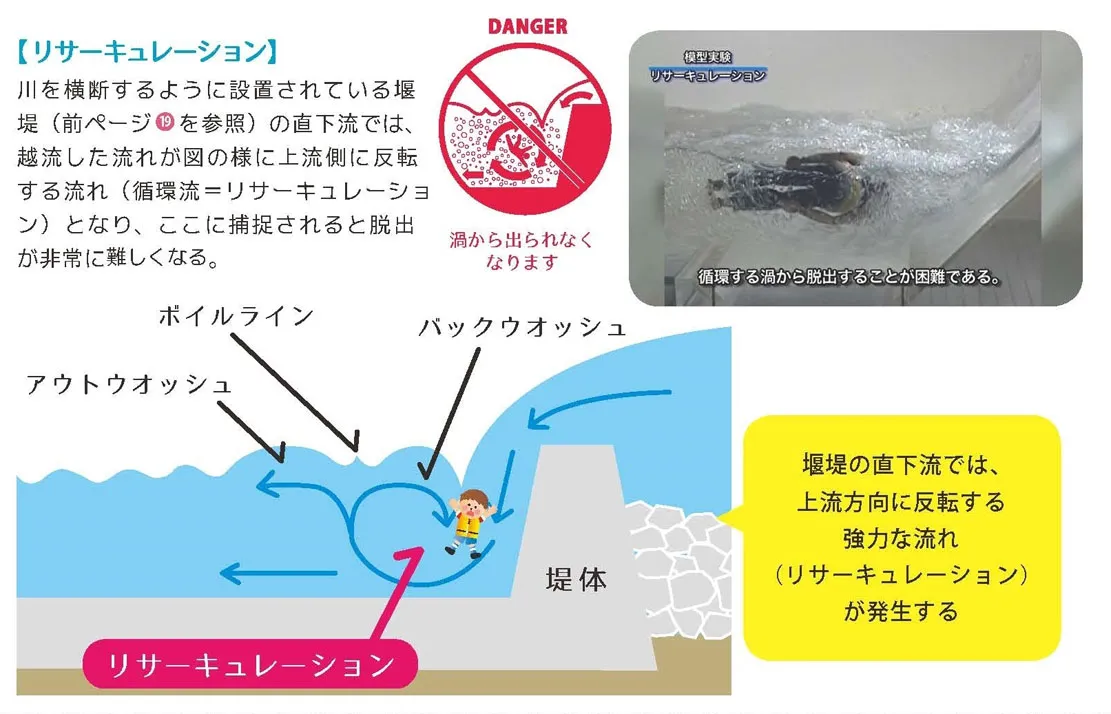 【リサーキュレーション】
川を横断するように設置されている堰
堤（前ページ⑲を参照）の直下流では、
越流した流れが図の様に上流側に反転
する流れ（循環流＝リサーキュレーショ
ン）となり、ここに捕捉されると脱出
が非常に難しくなる。
DANGER
渦から出られなく
なります
模型実験
リサーキュレーション
循環する渦から脱出することが困難である。
ボイルライン
バックウオッシュ
アウトウオッシュ
堤体
リサーキュレーション
堰堤の直下流では、
上流方向に反転する
強力な流れ
（リサーキュレーション）
が発生する